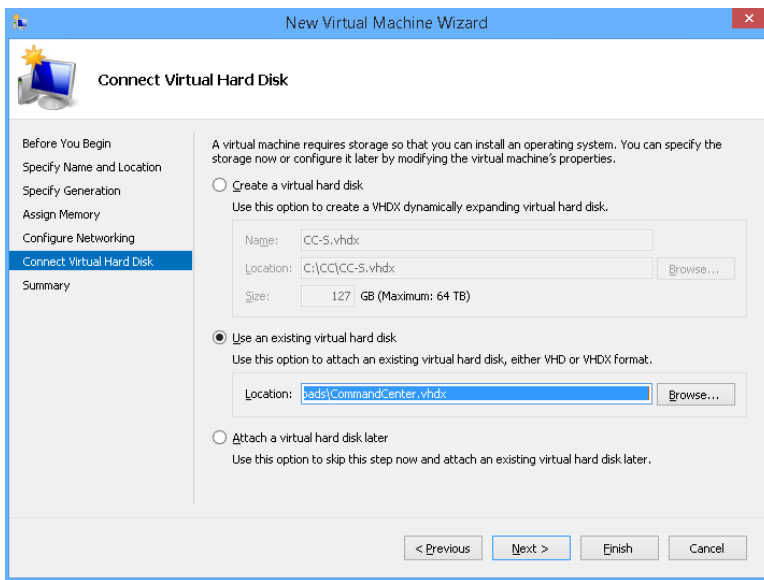 New Virtual Machine Wizard
Connect Virtual Hard Disk
Before You Begin
Specify Name and Location
Specify Generation
Assign Memory
Configure Networking
Connect Virtual Hard Disk
Summary
A virtual machine requires storage so that you can install an operating system. You can specify the
storage now or configure it later by modifying the virtual machine's properties.
Create a virtual hard disk
Use this option to create a VHDX dynamically expanding virtual hard disk.
Name: CC-S.vhdx
Location: C:\CC\CC-S.vhdx Browse...
Size: 127 GB (Maximum: 64 TB)
Use an existing virtual hard disk
Use this option to attach an existing virtual hard disk, either VHD or VHDX format.
Location: oads\CommandCenter.vhdx Browse...
Attach a virtual hard disk later
Use this option to skip this step now and attach an existing virtual hard disk later.
< Previous Next > Finish Cancel